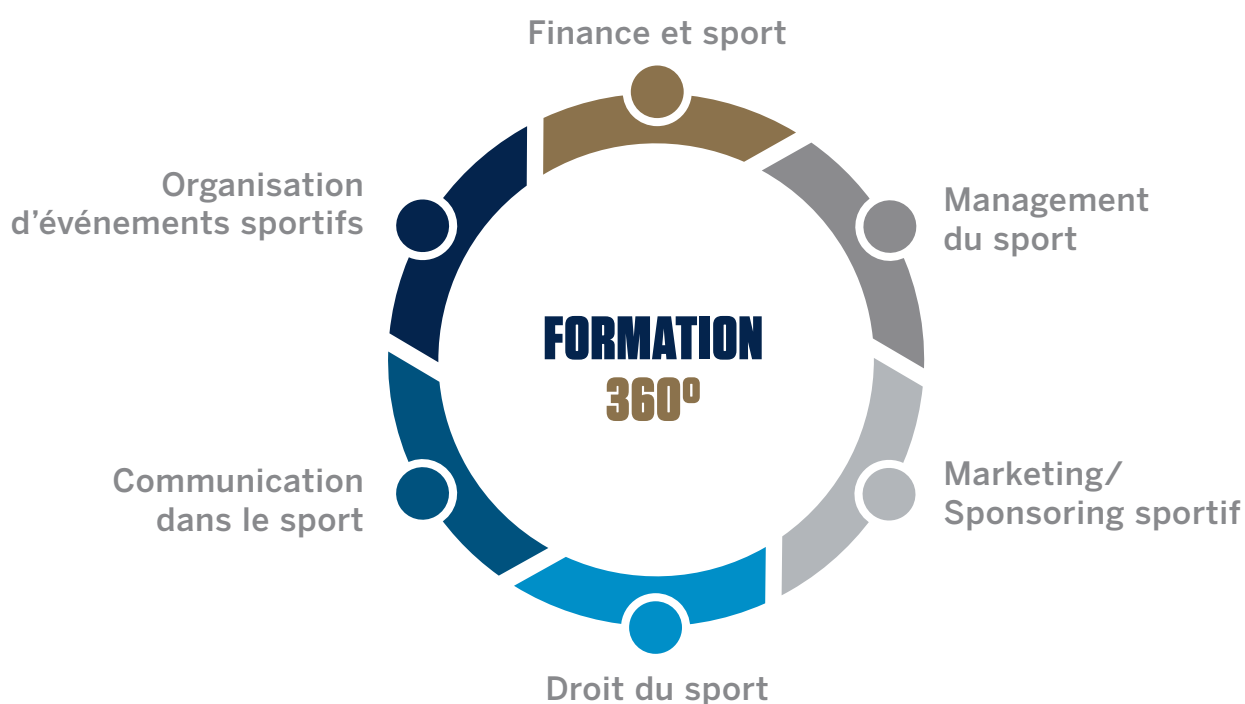 Finance et sport
Organisation
d’événements sportifs
Management
du sport
FORMATION
360º
Communication
dans le sport
Marketing/
Sponsoring sportif
Droit du sport